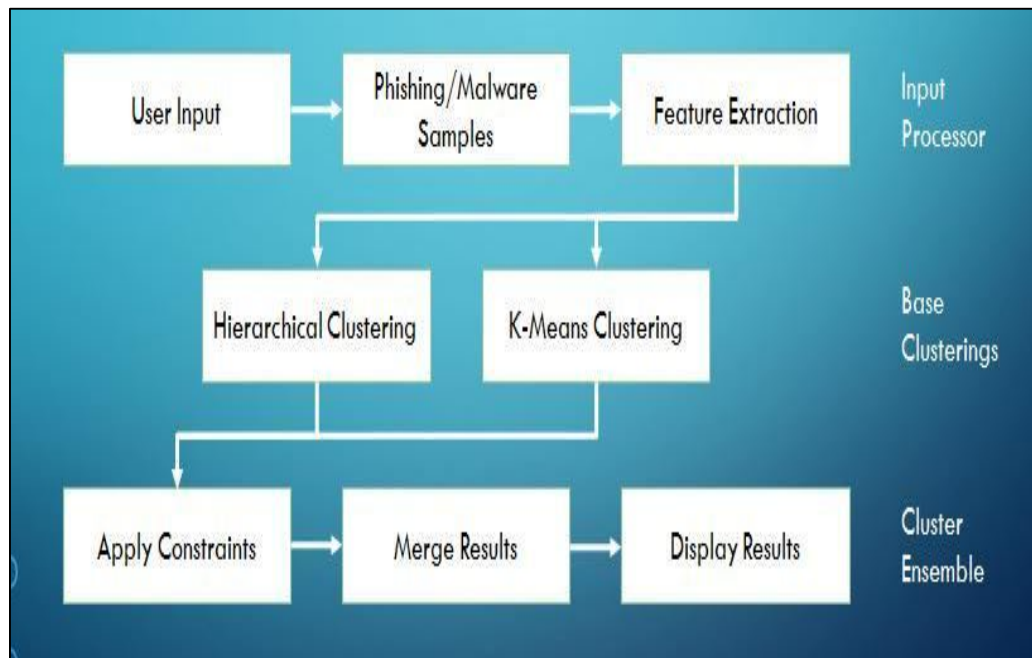 User Input
Phishing/Malware
Samples
Feature Extraction
Input
Processor
Hierarchical Clustering
K-Means Clustering
Base
Clusterings
Apply Constraints
Merge Results
Display Results
Cluster
Ensemble